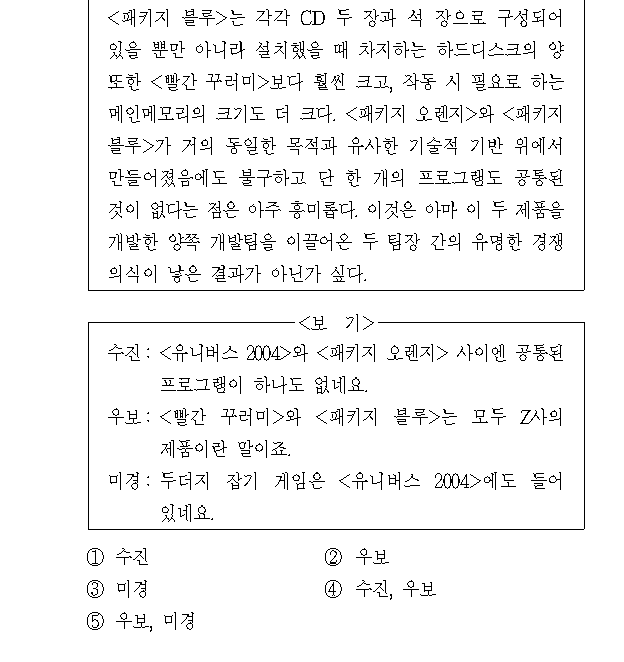 <패키지 블루>는 각각 CD 두 장과 석 장으로 구성되어
있을 뿐만 아니라 설치했을 때 차지하는 하드디스크의 양
또한 <빨간 꾸러미>보다 훨씬 크고, 작동 시 필요로 하는
메인메모리의 크기도 더 크다. <패키지 오렌지>와 <패키지
블루>가 거의 동일한 목적과 유사한 기술적 기반 위에서
만들어졌음에도 불구하고 단 한 개의 프로그램도 공통된
것이 없다는 점은 아주 흥미롭다. 이것은 아마 이 두 제품을
개발한 양쪽 개발팀을 이끌어온 두 팀장 간의 유명한 경쟁
의식이 낳은 결과가 아닌가 싶다.
<보 기>
수진 : <유니버스 2004>와 <패키지 오렌지> 사이엔 공통된
프로그램이 하나도 없네요.
우보 : <빨간 꾸러미>와 <패키지 블루>는 모두 Z사의
제품이란 말이죠.
미경 : 두더지 잡기 게임은 <유니버스 2004>에도 들어
있네요.
① 수진 ② 우보
③ 미경 ④ 수진, 우보
⑤ 우보, 미경